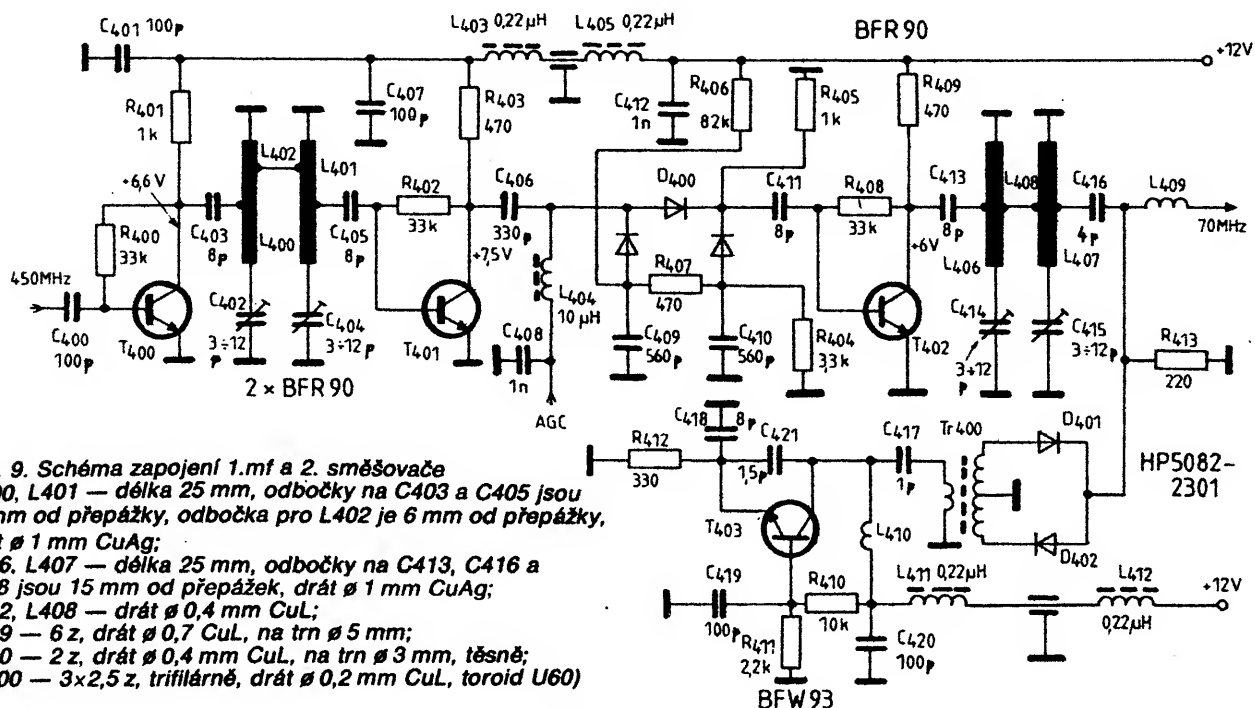 C401 100p
L403 0,22µH
L405 0,22µH
BFR 90
+12V
R401
1k
C407
100p
R403
470
C412
1n
R406
82k
R405
1k
R409
470
+6,6V
L402
L401
R402
33k
C406
330p
D400
C411
8p
R408
33k
C413
8p
L408
C416
4p
L409
70MHz
R400
33k
C403
8p
L400
C405
8p
+7,5V
+6V
L406
L407
450MHz
C400
100p
T400
C402
3÷12
p
C404
3÷12p
T401
L404
10µH
R407
470
C409
560p
C410
560p
R404
T402
C414
3÷12
p
C415
3÷12p
R413
220
2 × BFR 90
C408
1n
AGC
C418
8p
C421
1,5p
C417
1p
Tr400
D401
HP5082-
2301
R412
330
T403
L410
D402
C419
100p
R410
10k
L411 0,22µH
L412
0,22µH
+12V
R411
2,2k
C420
100p
BFW93
. 9. Schéma zapojení 1.mf a 2. směšovače
00, L401 — délka 25 mm, odbočky na C403 a C405 jsou
mm od přepážky, odbočka pro L402 je 6 mm od přepážky,
t ø 1 mm CuAg;
6, L407 — délka 25 mm, odbočky na C413, C416 a
8 jsou 15 mm od přepážek, drát ø 1 mm CuAg;
2, L408 — drát ø 0,4 mm CuL;
9 — 6 z, drát ø 0,7 CuL, na trn ø 5 mm;
0 — 2 z, drát ø 0,4 mm CuL, na trn ø 3 mm, těsně;
00 — 3×2,5 z, trifilárně, drát ø 0,2 mm CuL, toroid U60)